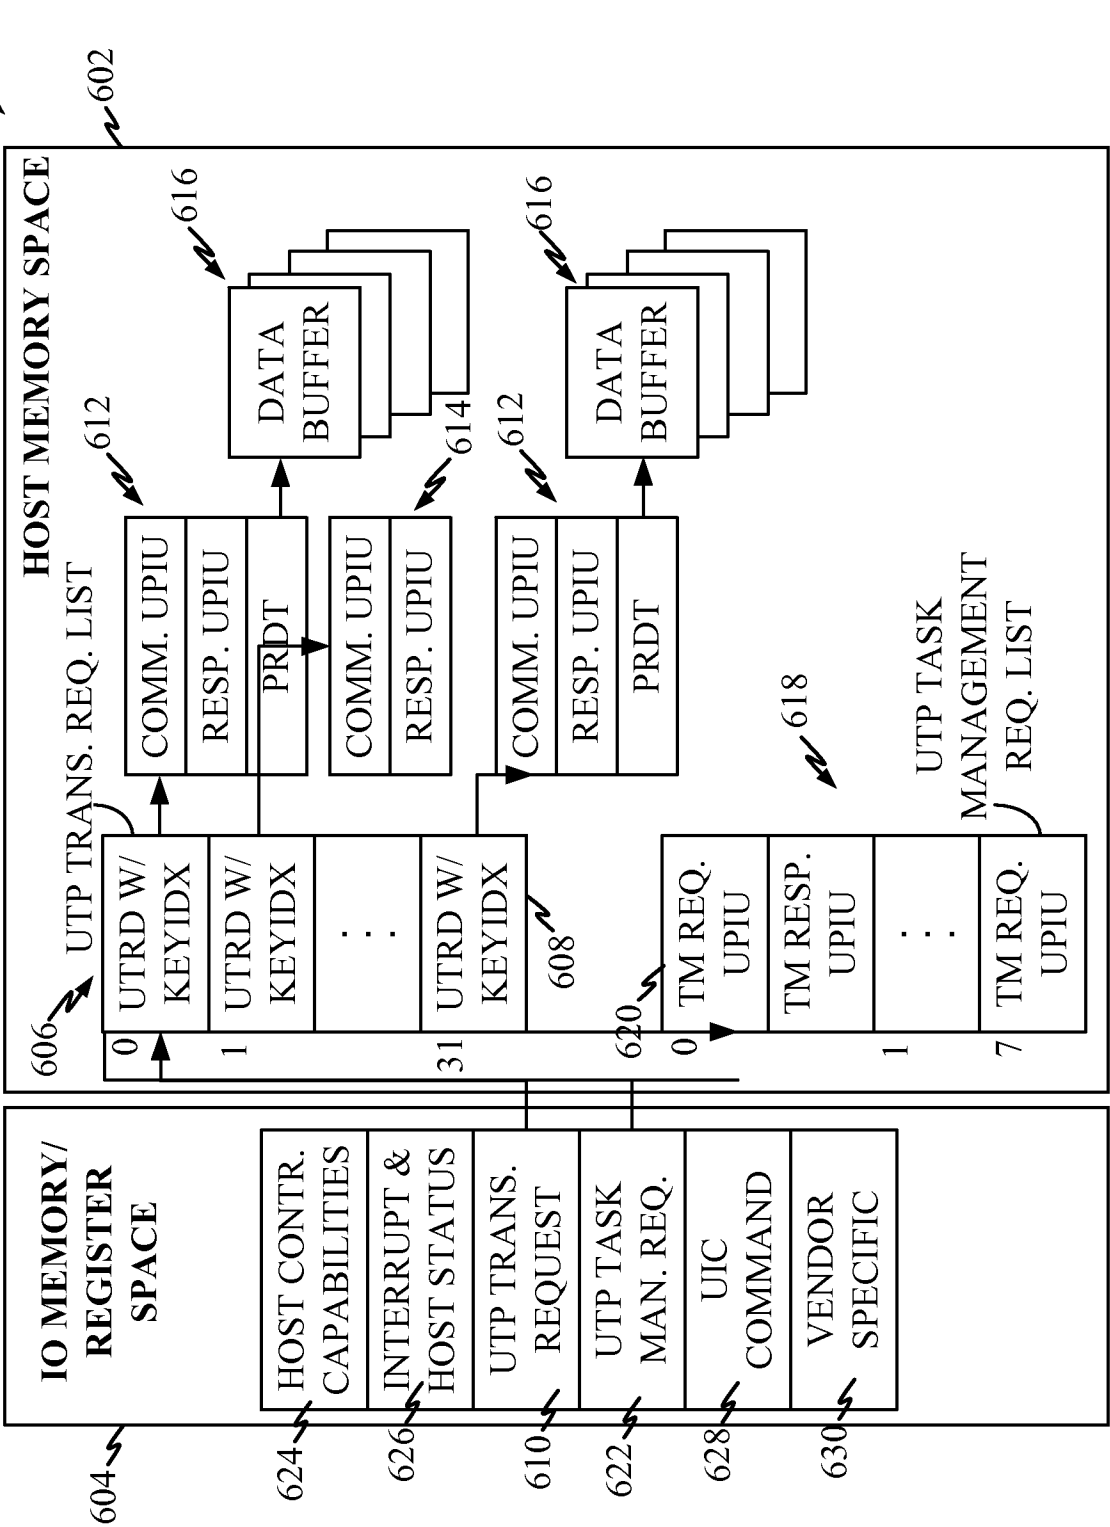 602
HOST MEMORY SPACE
604
IO MEMORY/
REGISTER
SPACE
624
HOST CONTR.
CAPABILITIES
626
INTERRUPT &
HOST STATUS
610
UTP TRANS.
REQUEST
622
UTP TASK
MAN. REQ.
628
UIC
COMMAND
630
VENDOR
SPECIFIC
606
UTP TRANS. REQ. LIST
0
UTRD W/
KEYIDX
1
UTRD W/
KEYIDX
. . .
31
UTRD W/
KEYIDX
608
612
COMM. UPIU
RESP. UPIU
PRDT
616
DATA
BUFFER
614
COMM. UPIU
RESP. UPIU
612
COMM. UPIU
RESP. UPIU
PRDT
616
DATA
BUFFER
618
620
0
TM REQ.
UPIU
TM RESP.
UPIU
1
. . .
7
TM REQ.
UPIU
UTP TASK
MANAGEMENT
REQ. LIST